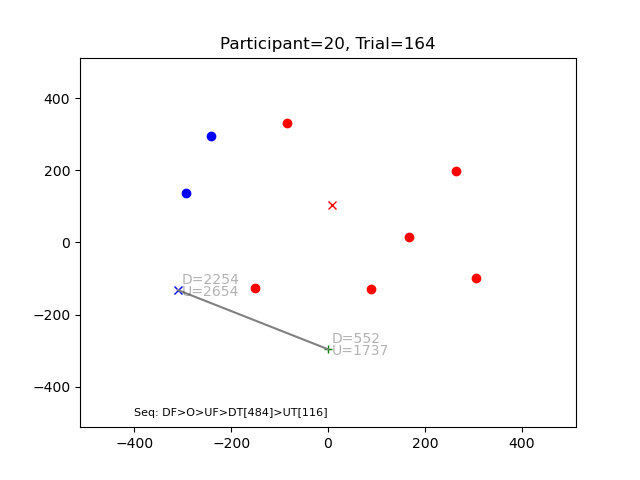 Participant=20, Trial=164
400
200
0
−200
−400
D=2254
U=2654
D=552
U=1737
Seq: DF>O>UF>DT[484]>UT[116]
−400 −200 0 200 400